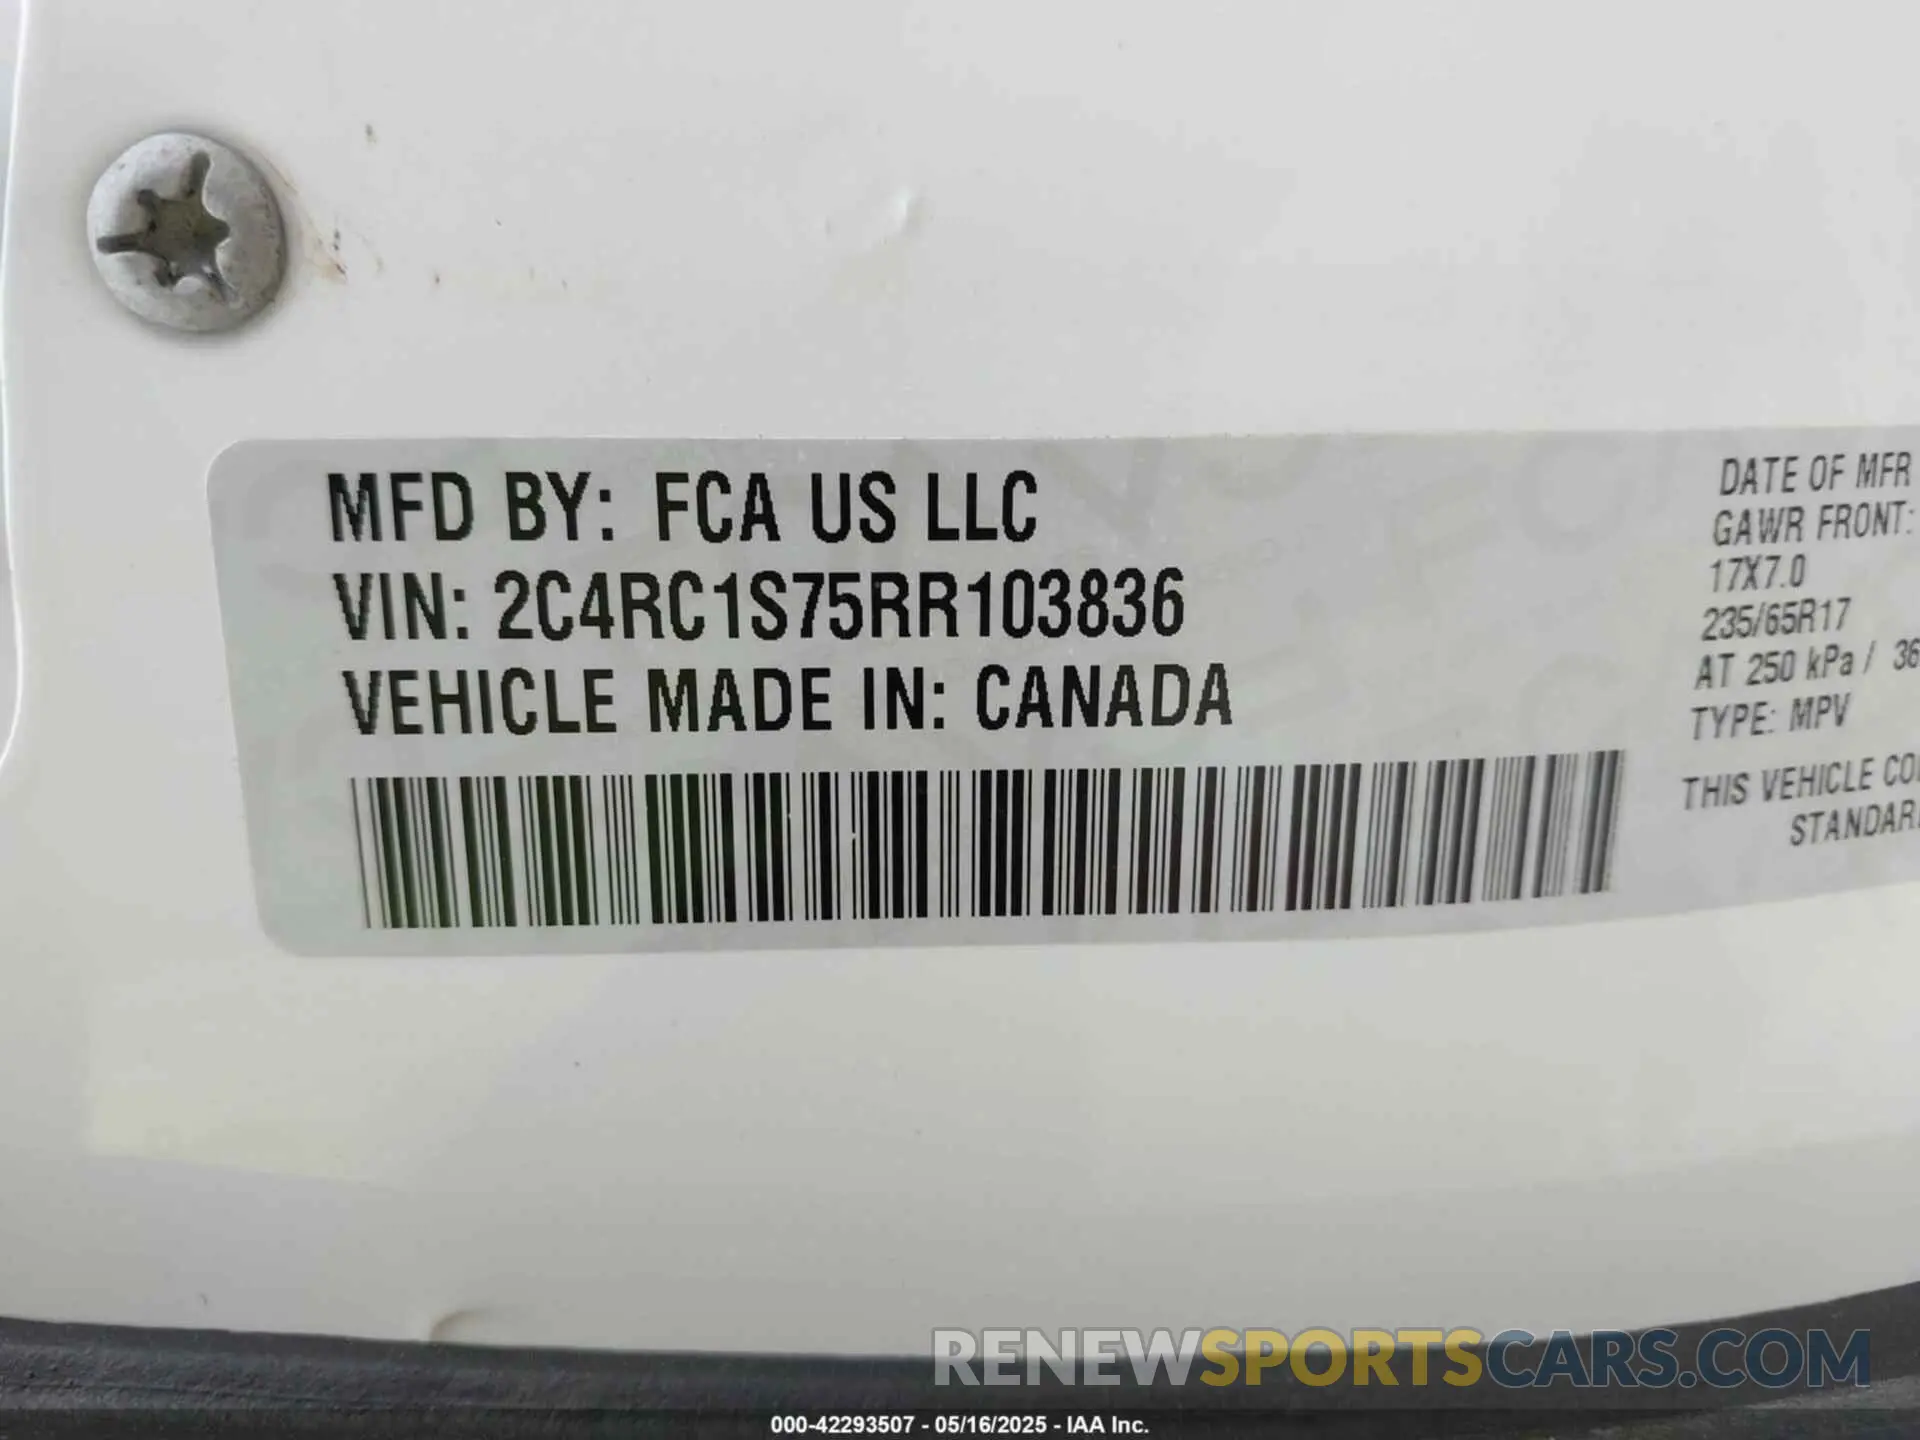 MFD BY: FCA US LLC
VIN: 2C4RC1S75RR103836
VEHICLE MADE IN: CANADA
DATE OF MFR
GAWR FRONT:
17X7.0
235/65R17
AT 250 kPa / 36
TYPE: MPV
THIS VEHICLE
RENEWSPORTSCARS.COM
000-42293507 - 05/16/2025 - IAA Inc.